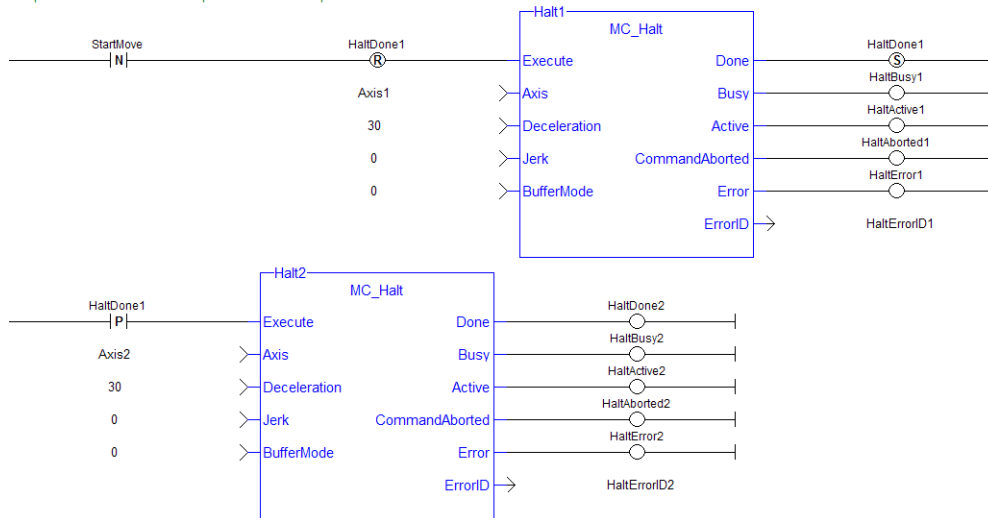 Halt1
MC_Halt
StartMove
N
HaltDone1
R
Execute
Done
HaltDone1
S
Axis1
Axis
Busy
HaltBusy1
30
Deceleration
Active
HaltActive1
0
Jerk
CommandAborted
HaltAborted1
0
BufferMode
Error
HaltError1
ErrorID
HaltErrorID1
Halt2
MC_Halt
HaltDone1
P
Execute
Done
HaltDone2
Axis2
Axis
Busy
HaltBusy2
30
Deceleration
Active
HaltActive2
0
Jerk
CommandAborted
HaltAborted2
0
BufferMode
Error
HaltError2
ErrorID
HaltErrorID2